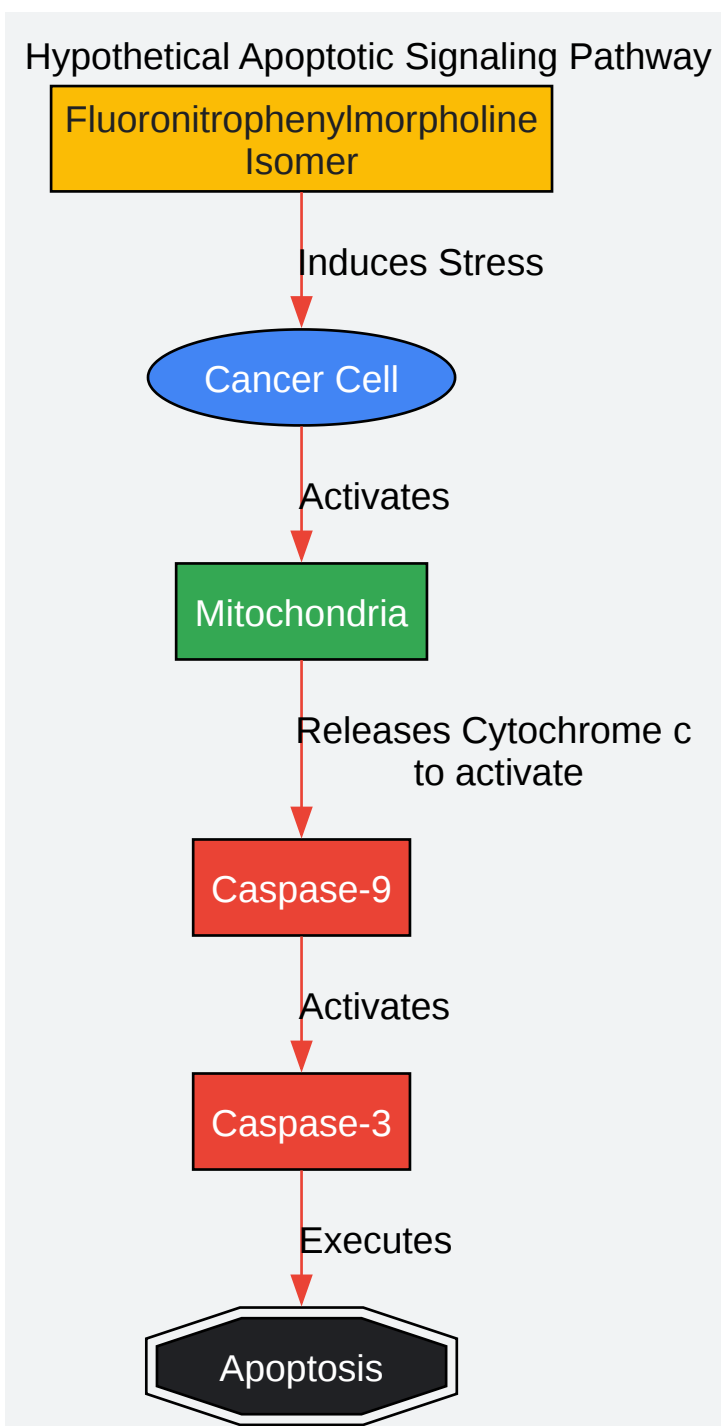 Hypothetical Apoptotic Signaling Pathway
Fluoronitrophenylmorpholine
Isomer
Induces Stress
Cancer Cell
Activates
Mitochondria
Releases Cytochrome c
to activate
Caspase-9
Activates
Caspase-3
Executes
Apoptosis